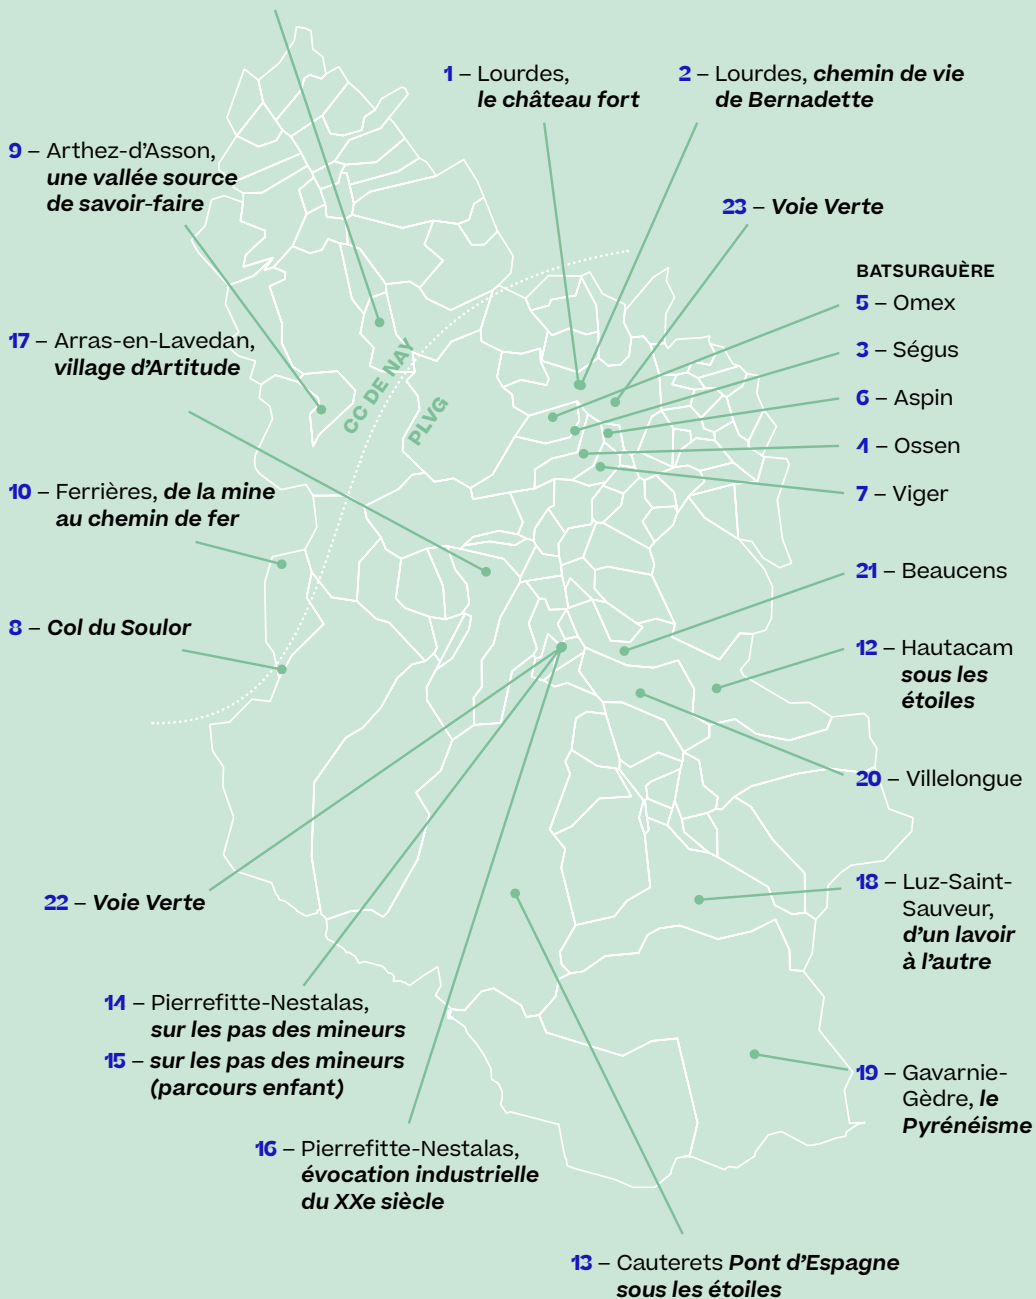 1 – Lourdes,
le château fort
2 – Lourdes, chemin de vie
de Bernadette
9 – Arthez-d'Asson,
une vallée source
de savoir-faire
23 – Voie Verte
BATSURGUÈRE
5 – Omex
3 – Ségus
6 – Aspin
4 – Ossen
7 – Viger
17 – Arras-en-Lavedan,
village d'Artitude
CC DE NAY
PLVG
10 – Ferrières, de la mine
au chemin de fer
21 – Beaucens
8 – Col du Soulor
12 – Hautacam
sous les
étoiles
20 – Villelongue
22 – Voie Verte
18 – Luz-Saint-
Sauveur,
d'un lavoir
à l'autre
14 – Pierrefitte-Nestalas,
sur les pas des mineurs
15 – sur les pas des mineurs
(parcours enfant)
19 – Gavarnie-
Gèdre, le
Pyrénéisme
16 – Pierrefitte-Nestalas,
évocation industrielle
du XXe siècle
13 – Cauterets Pont d'Espagne
sous les étoiles